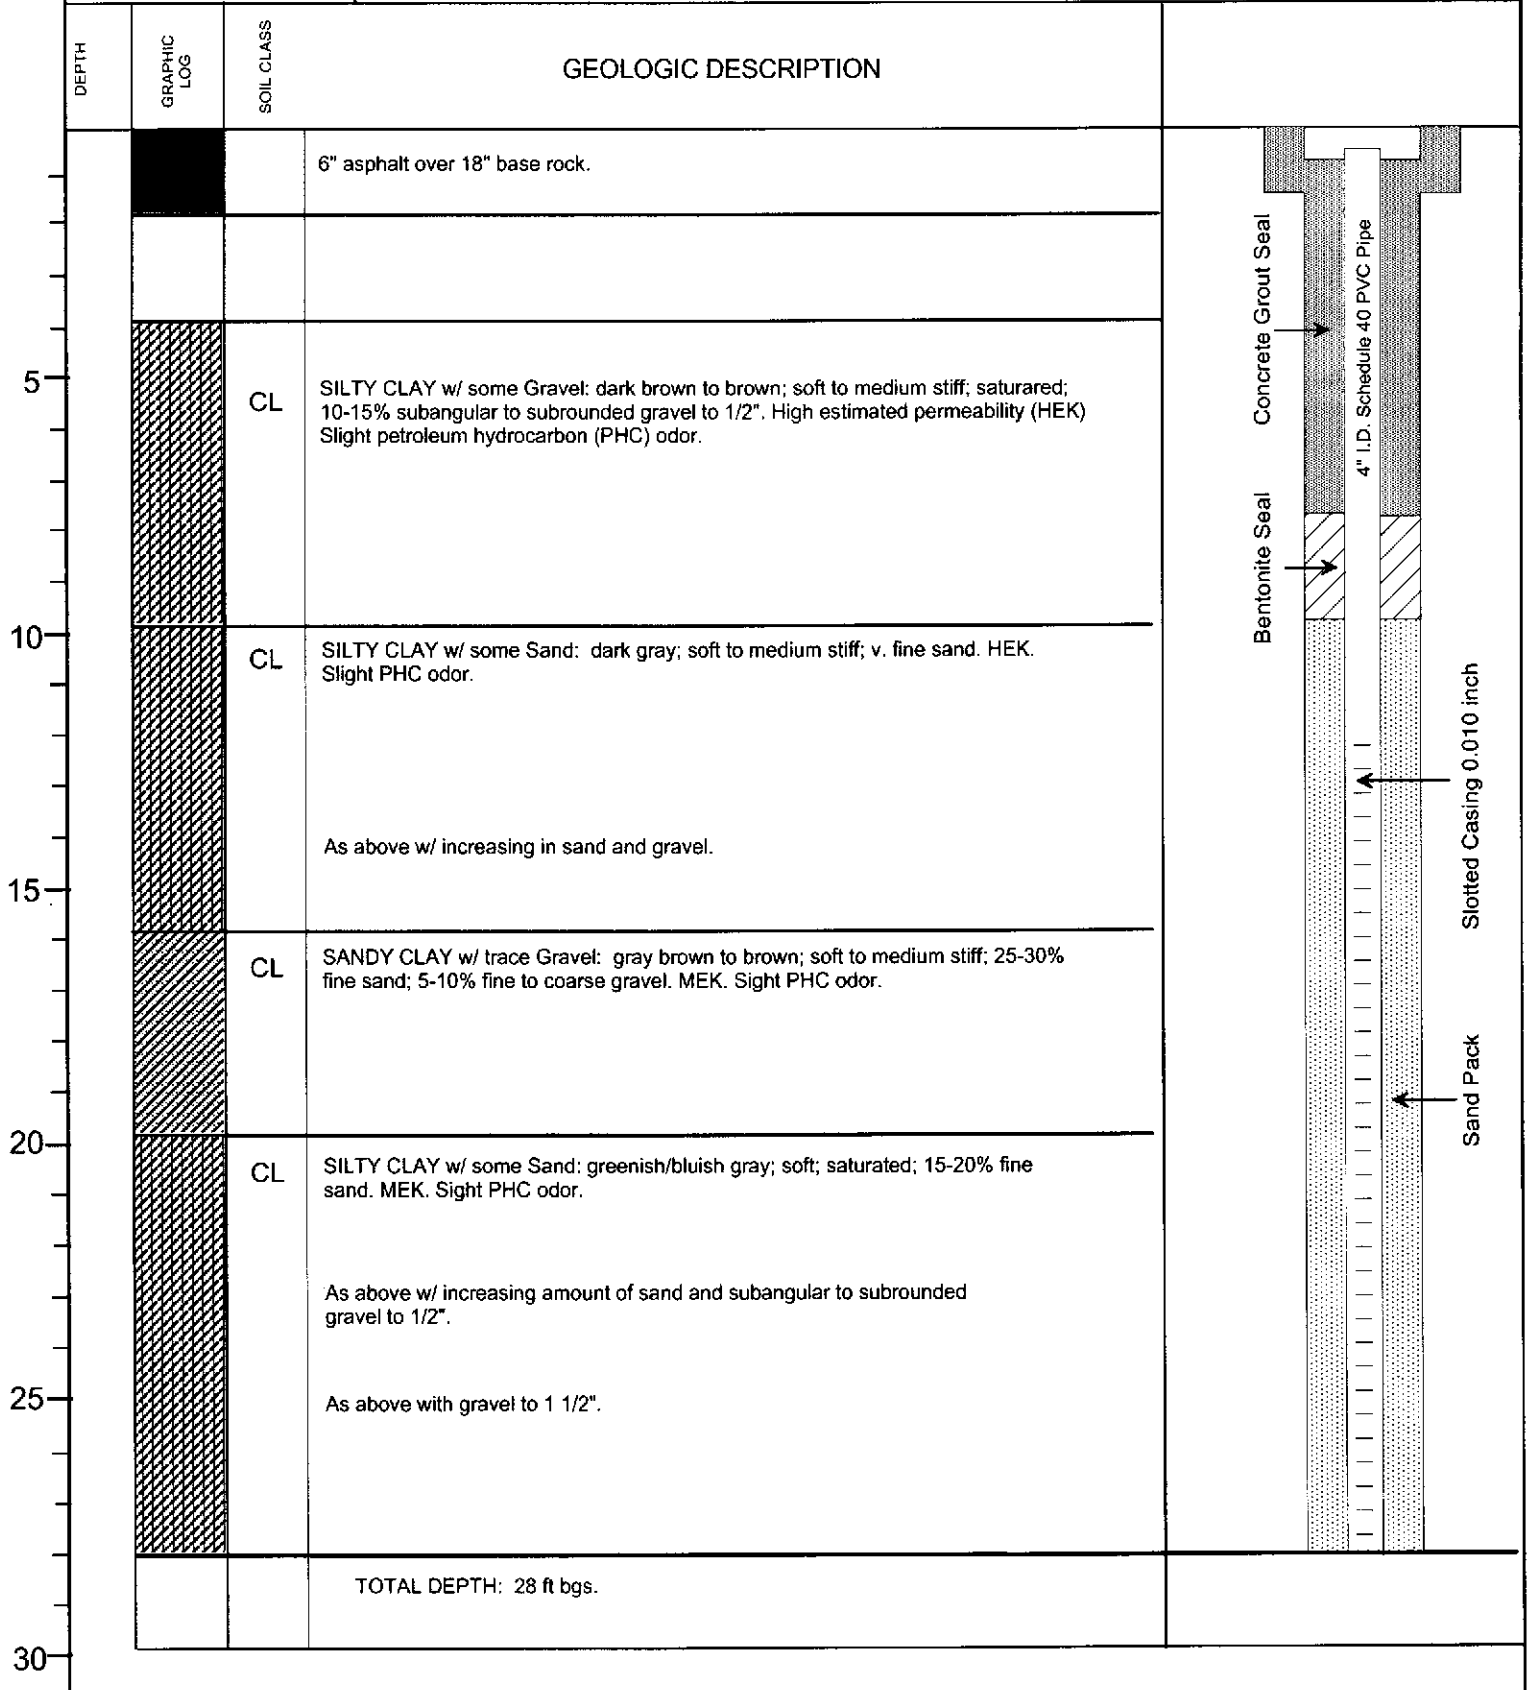 DEPTH
GRAPHIC
LOG
SOIL CLASS
GEOLOGIC DESCRIPTION
6" asphalt over 18" base rock.
5
CL
SILTY CLAY w/ some Gravel: dark brown to brown; soft to medium stiff; saturared;
10-15% subangular to subrounded gravel to 1/2". High estimated permeability (HEK)
Slight petroleum hydrocarbon (PHC) odor.
Concrete Grout Seal
4" I.D. Schedule 40 PVC Pipe
Bentonite Seal
10
CL
SILTY CLAY w/ some Sand: dark gray; soft to medium stiff; v. fine sand. HEK.
Slight PHC odor.
Slotted Casing 0.010 inch
As above w/ increasing in sand and gravel.
15
CL
SANDY CLAY w/ trace Gravel: gray brown to brown; soft to medium stiff; 25-30%
fine sand; 5-10% fine to coarse gravel. MEK. Sight PHC odor.
Sand Pack
20
CL
SILTY CLAY w/ some Sand: greenish/bluish gray; soft; saturated; 15-20% fine
sand. MEK. Sight PHC odor.
As above w/ increasing amount of sand and subangular to subrounded
gravel to 1/2".
25
As above with gravel to 1 1/2".
TOTAL DEPTH: 28 ft bgs.
30